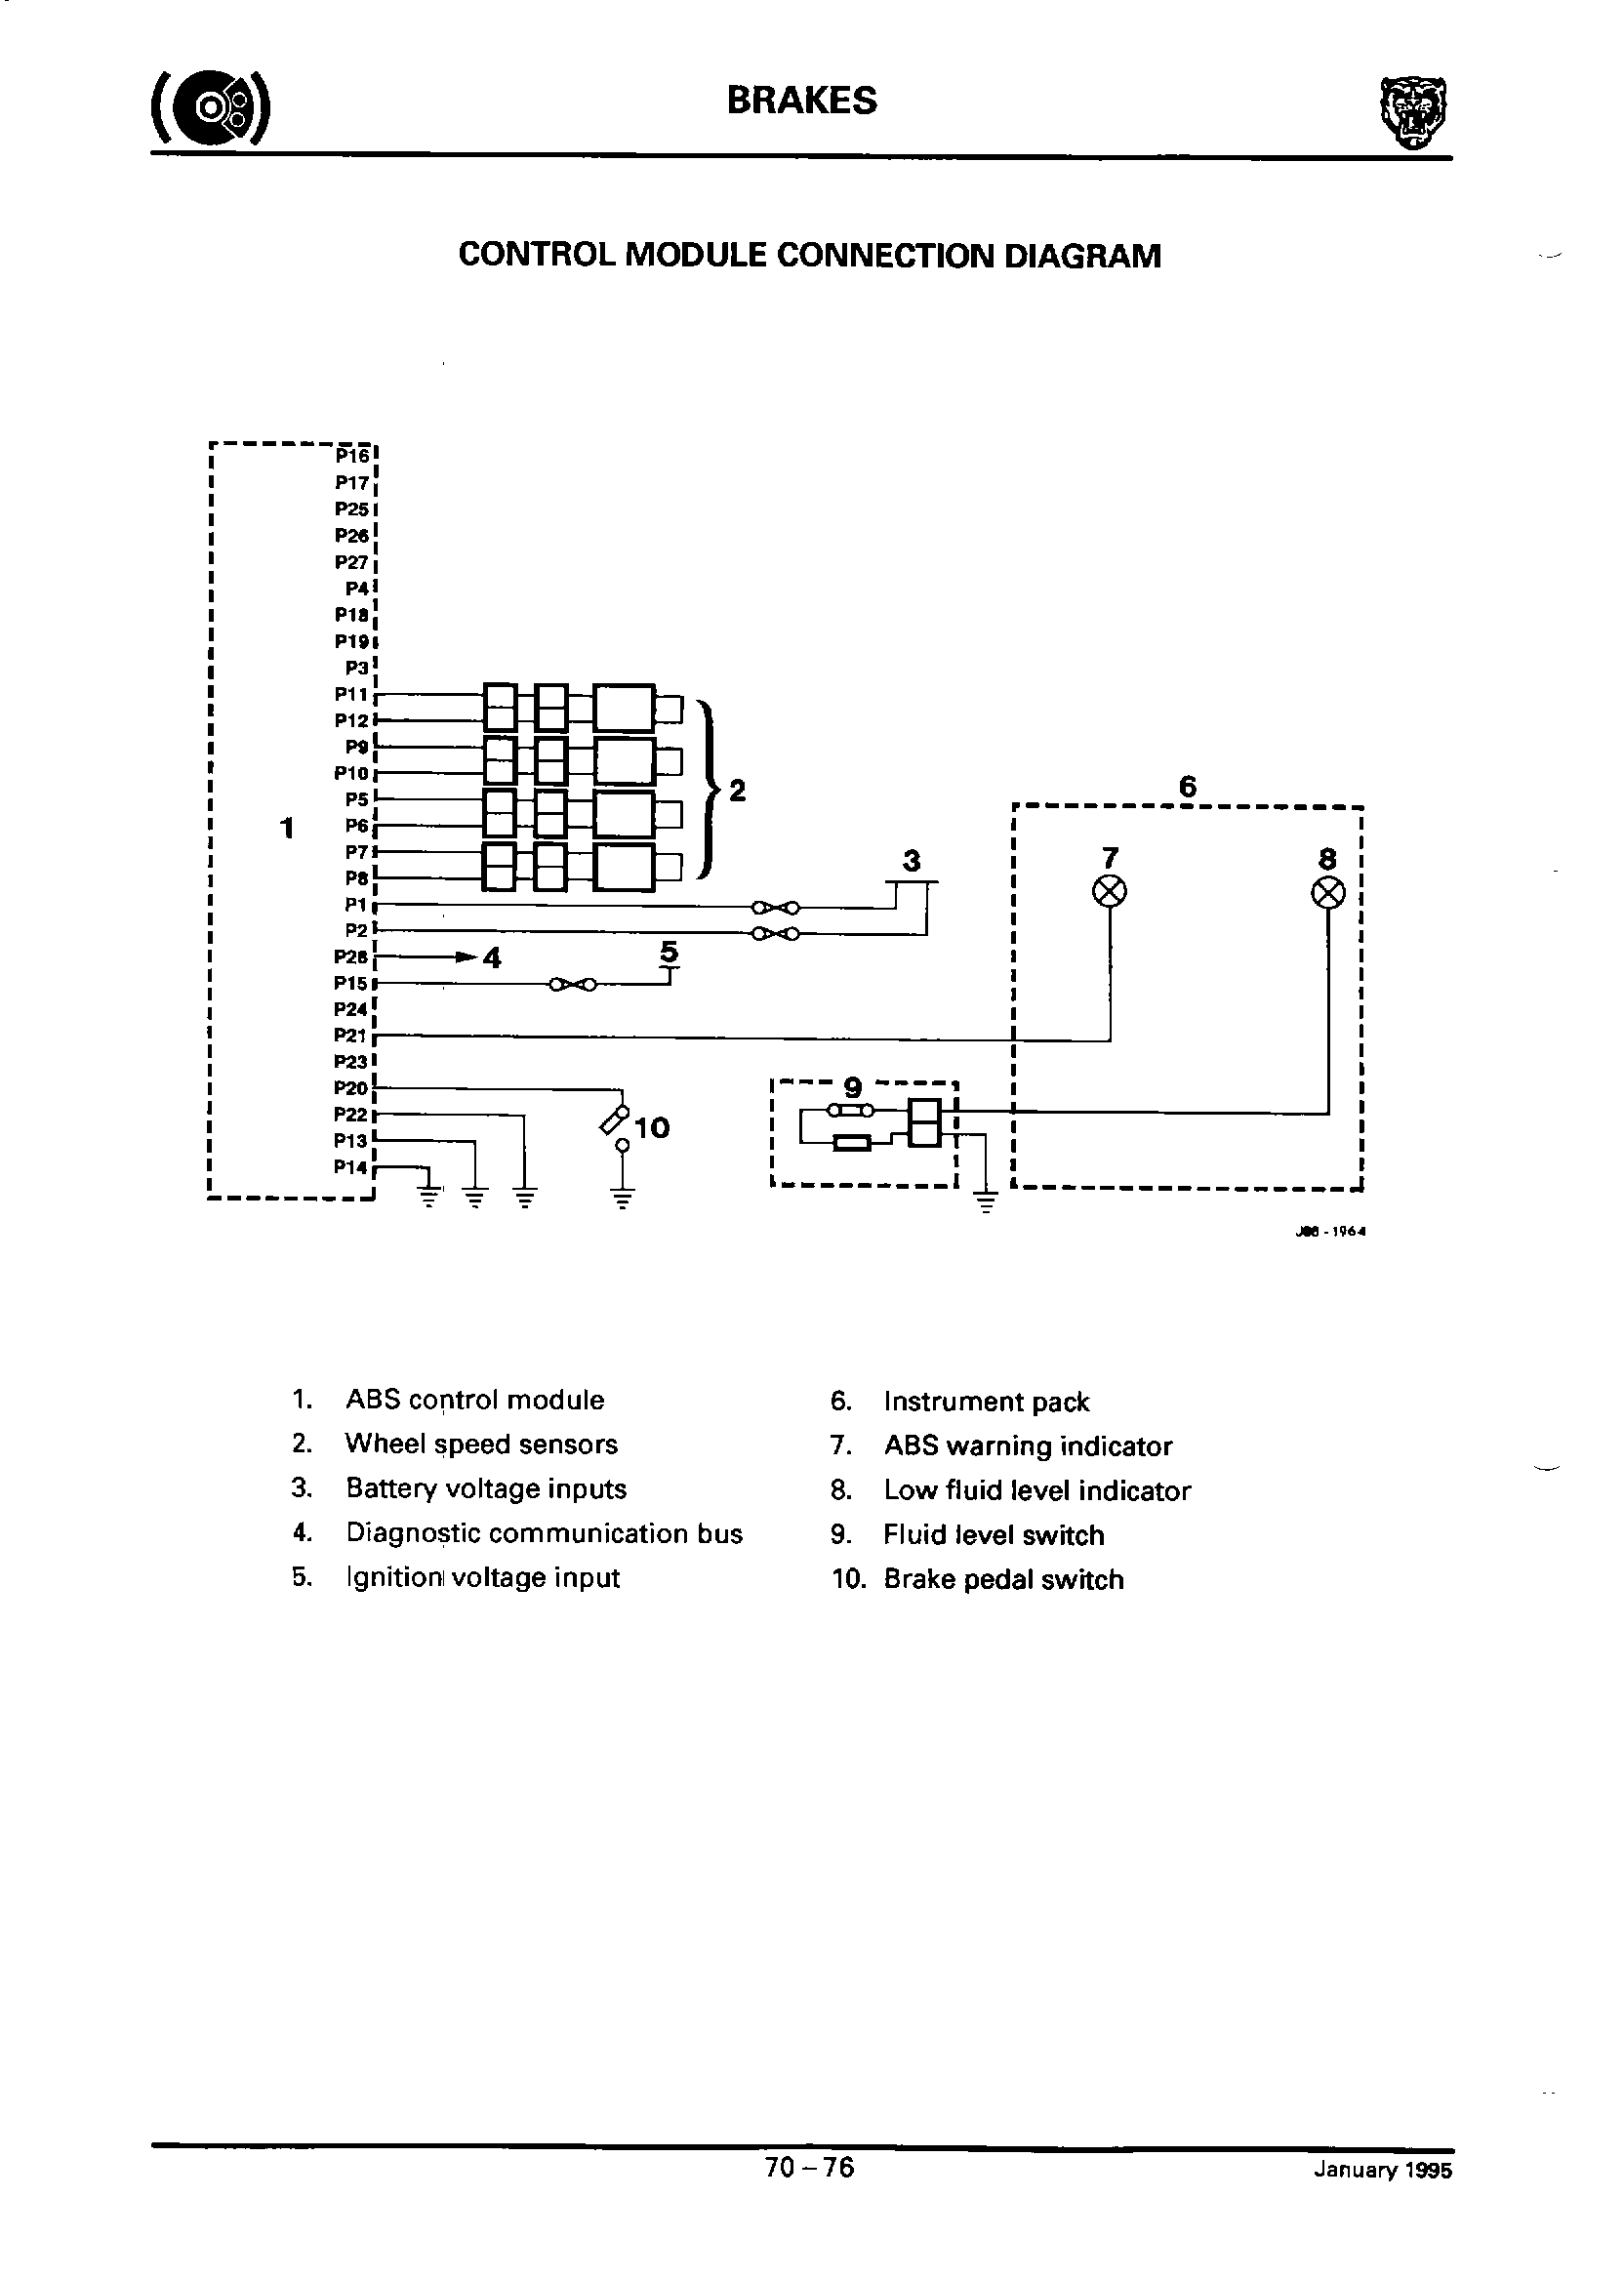 BRAKES
CONTROL MODULE CONNECTION DIAGRAM
P16
P17
P25
P26
P27
P4
P18
P19
P3
P11
P12
P9
P10
P5
P6
P7
P8
P1
P2
P28
P15
P24
P21
P23
P20
P22
P13
P14
1
2
3
4
5
6
7
8
9
10
1. ABS control module
2. Wheel speed sensors
3. Battery voltage inputs
4. Diagnostic communication bus
5. Ignition voltage input
6. Instrument pack
7. ABS warning indicator
8. Low fluid level indicator
9. Fluid level switch
10. Brake pedal switch
70 – 76
January 1995